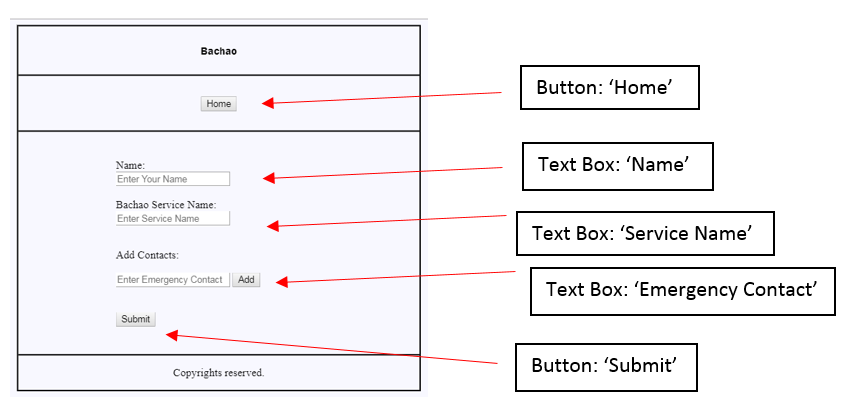 Bachao
Home
Button: ‘Home’
Name:
Enter Your Name
Text Box: ‘Name’
Bachao Service Name:
Enter Service Name
Text Box: ‘Service Name’
Add Contacts:
Enter Emergency Contact Add
Text Box: ‘Emergency Contact’
Submit
Button: ‘Submit’
Copyrights reserved.